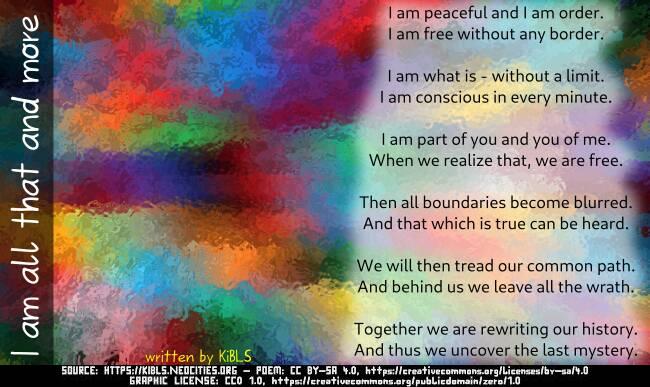 I am all that and more
I am peaceful and I am order.
I am free without any border.
I am what is - without a limit.
I am conscious in every minute.
I am part of you and you of me.
When we realize that, we are free.
Then all boundaries become blurred.
And that which is true can be heard.
We will then tread our common path.
And behind us we leave all the wrath.
Together we are rewriting our history.
And thus we uncover the last mystery.
written by KiBLS
SOURCE: HTTPS://KIBLS.NEOCITIES.ORG – POEM: CC BY-SA 4.0, https://creativecommons.org/licenses/by-sa/4.0
GRAPHIC LICENSE: CC0 1.0, https://creativecommons.org/publicdomain/zero/1.0